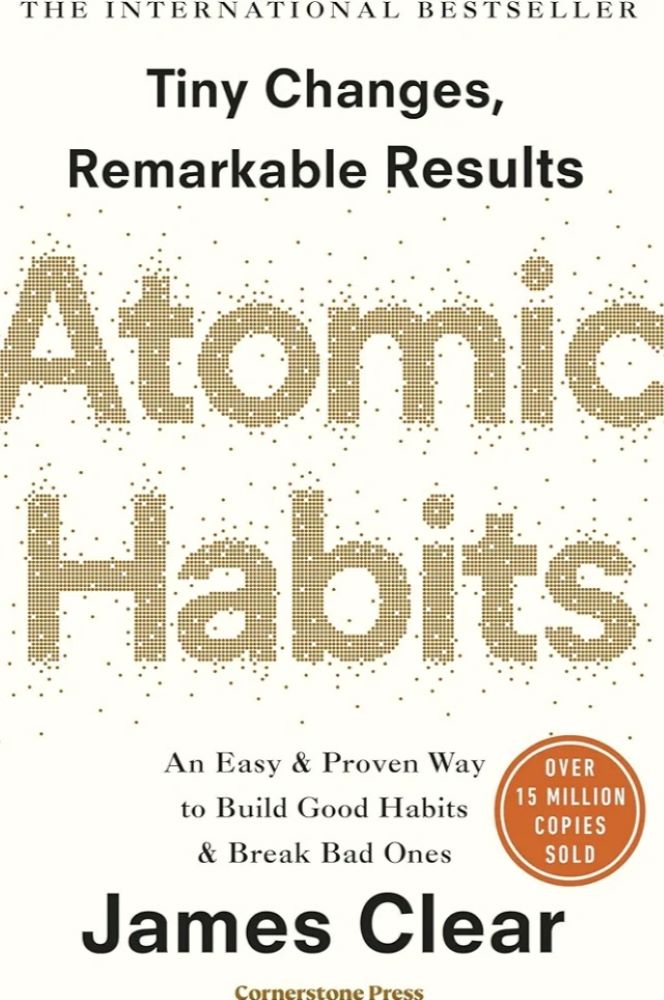 THE INTERNATIONAL BESTSELLER
Tiny Changes,
Remarkable Results
Atomic
Habits
An Easy & Proven Way
to Build Good Habits
& Break Bad Ones
OVER
15 MILLION
COPIES
SOLD
James Clear
Cornerstone Press